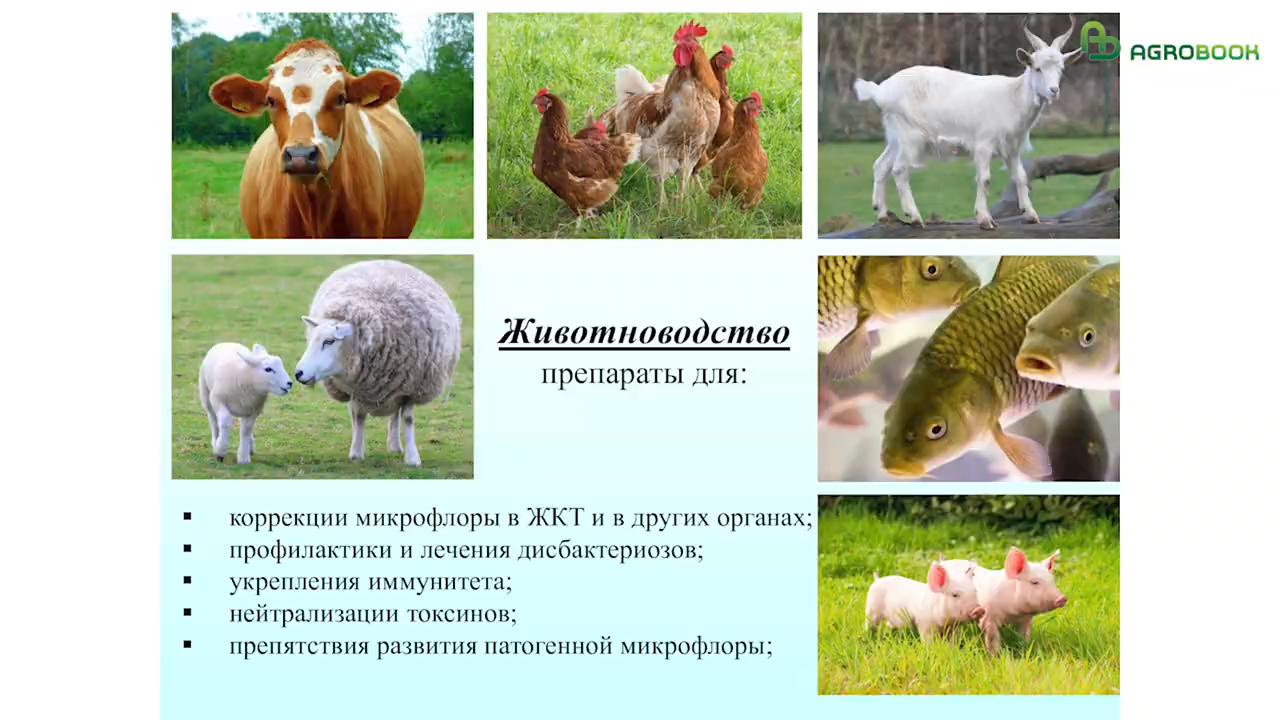 AGROBOOK
Животноводство
препараты для:
▪ коррекции микрофлоры в ЖКТ и в других органах;
▪ профилактики и лечения дисбактериозов;
▪ укрепления иммунитета;
▪ нейтрализации токсинов;
▪ препятствия развития патогенной микрофлоры;